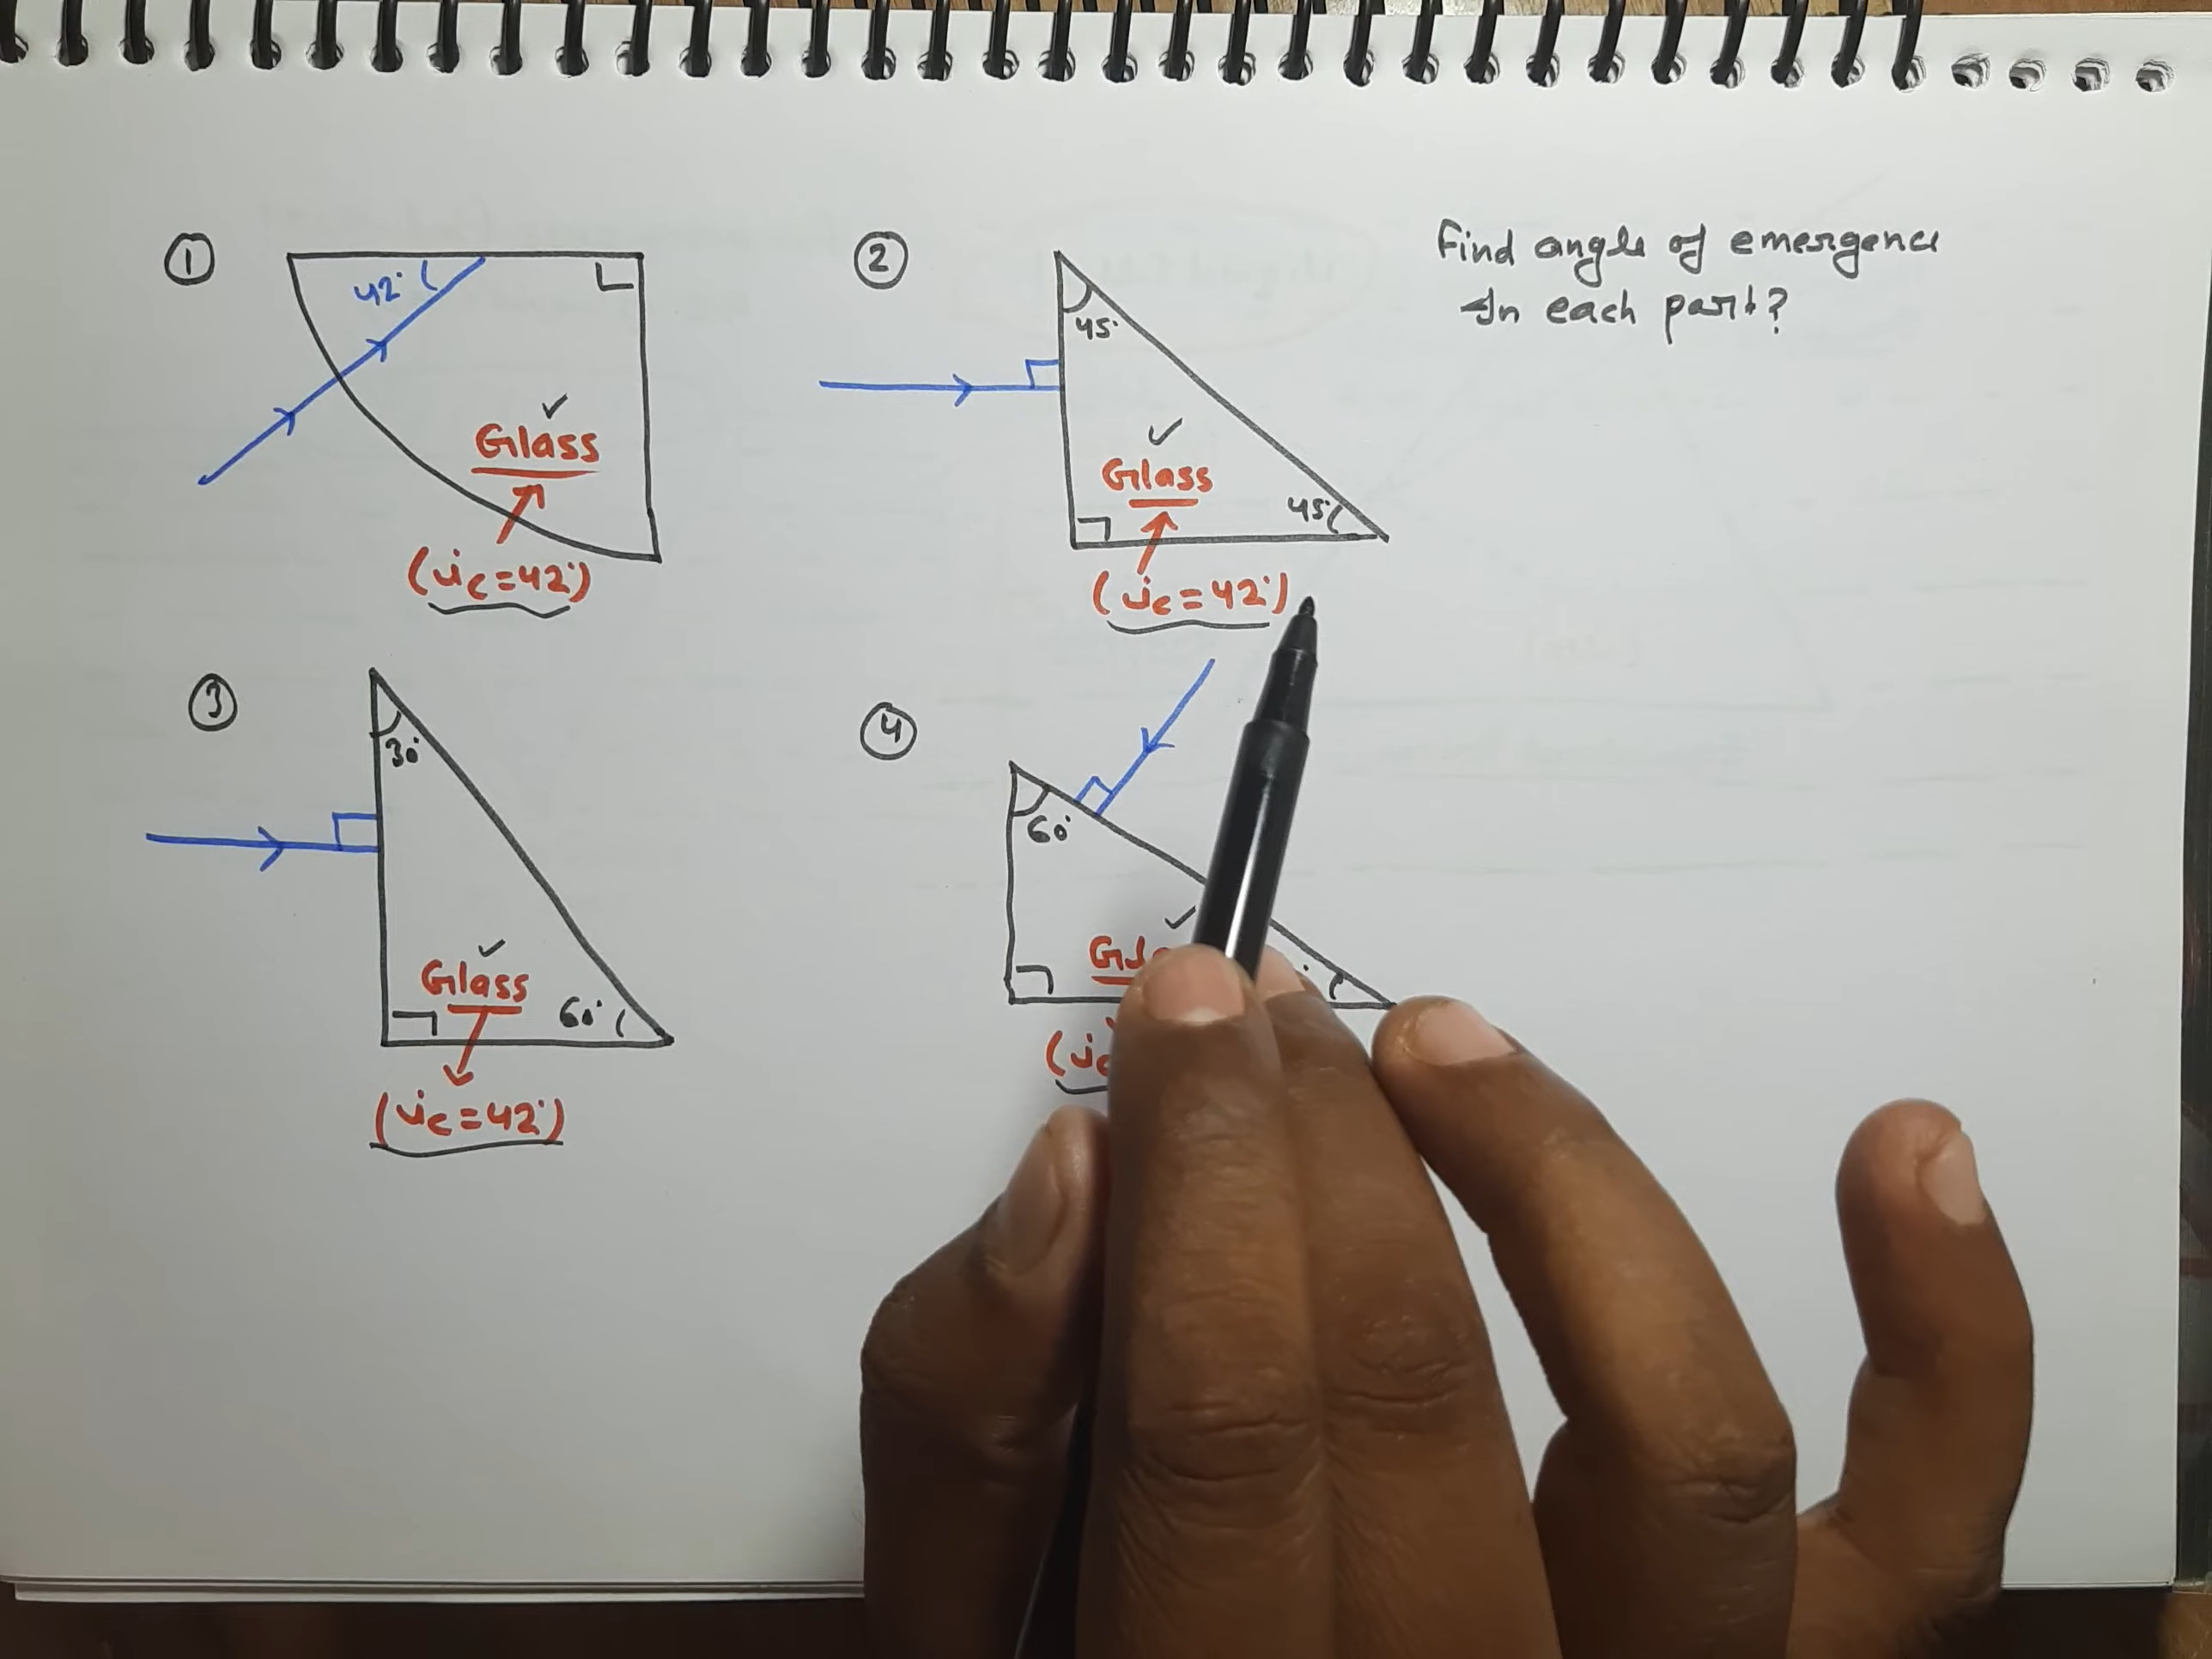 Find angle of emergence
In each part?
①
42°
Glass
(ic=42°)
②
45°
Glass
45°
(ic=42°)
③
30°
Glass
60°
(ic=42°)
④
60°